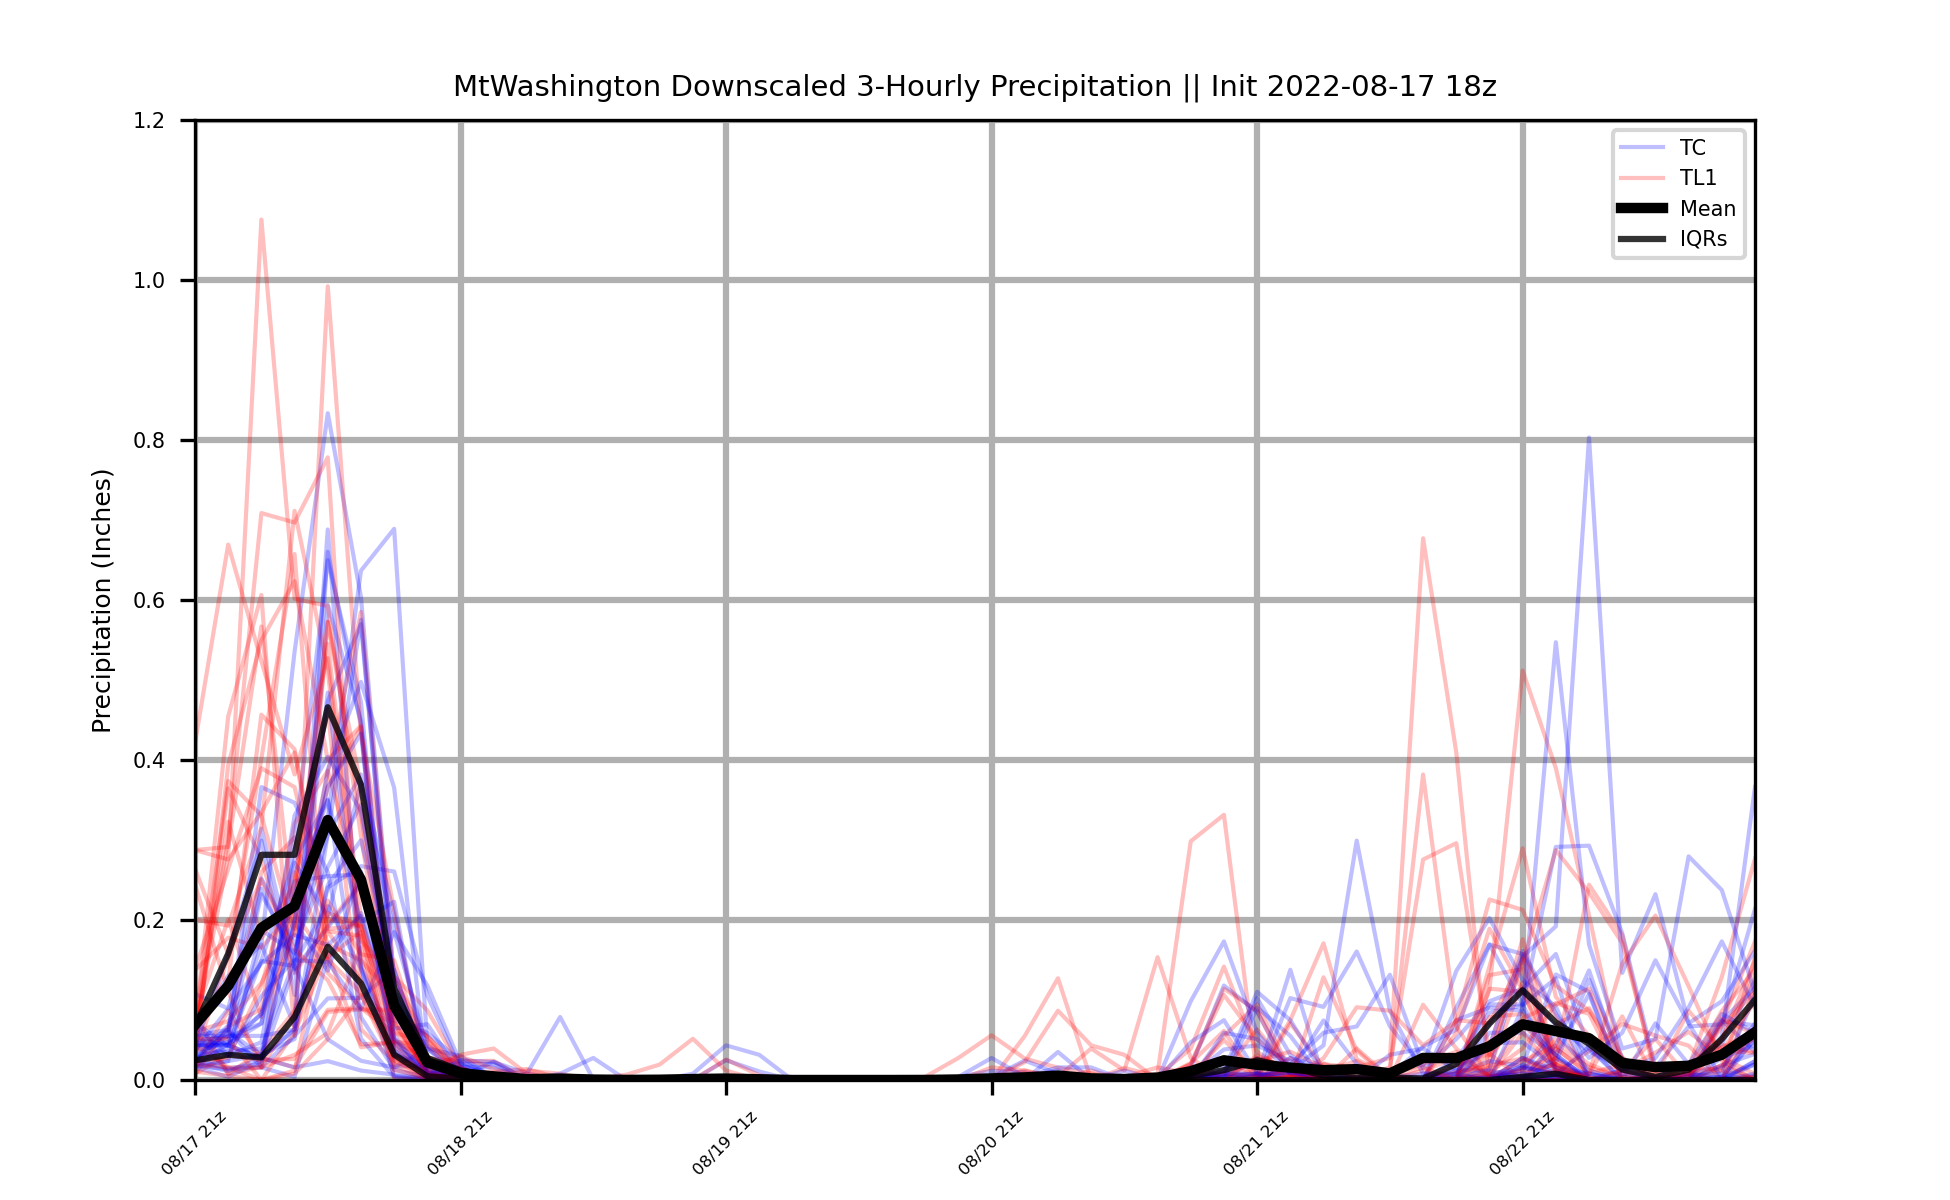 MtWashington Downscaled 3-Hourly Precipitation || Init 2022-08-17 18z
TC
TL1
Mean
IQRs
Precipitation (Inches)
1.2
1.0
0.8
0.6
0.4
0.2
0.0
08/17 21z
08/18 21z
08/19 21z
08/20 21z
08/21 21z
08/22 21z